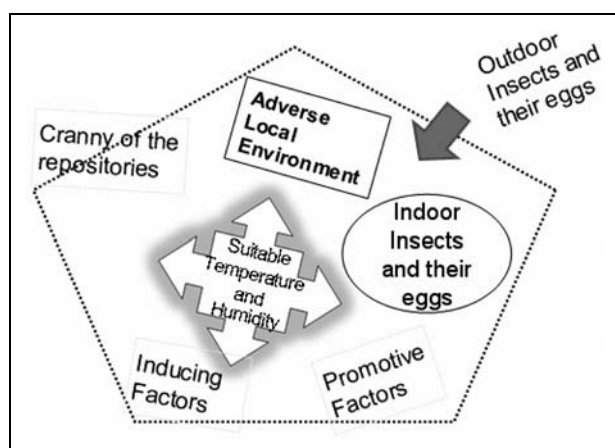 Outdoor
Insects and
their eggs
Adverse
Local
Environment
Cranny of the
repositories
Indoor
Insects
and their
eggs
Suitable
Temperature
and
Humidity
Inducing
Factors
Promotive
Factors